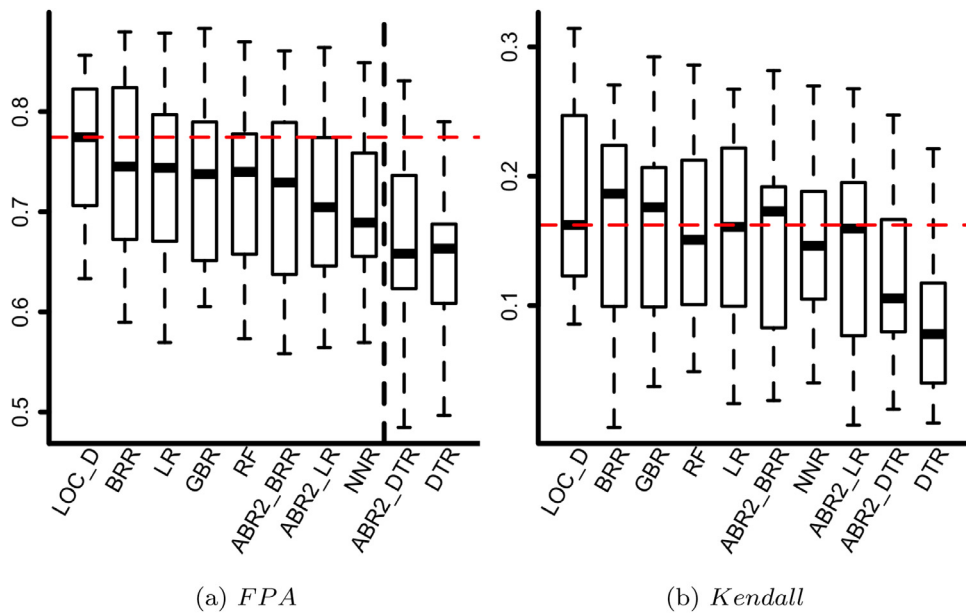 0.8
0.7
0.6
0.5
LOC_D
BRR
LR
GBR
RF
ABR2_BRR
ABR2_LR
NNR
ABR2_DTR
DTR
(a) FPA
0.3
0.2
0.1
LOC_D
BRR
GBR
RF
LR
ABR2_BRR
NNR
ABR2_LR
ABR2_DTR
DTR
(b) Kendall